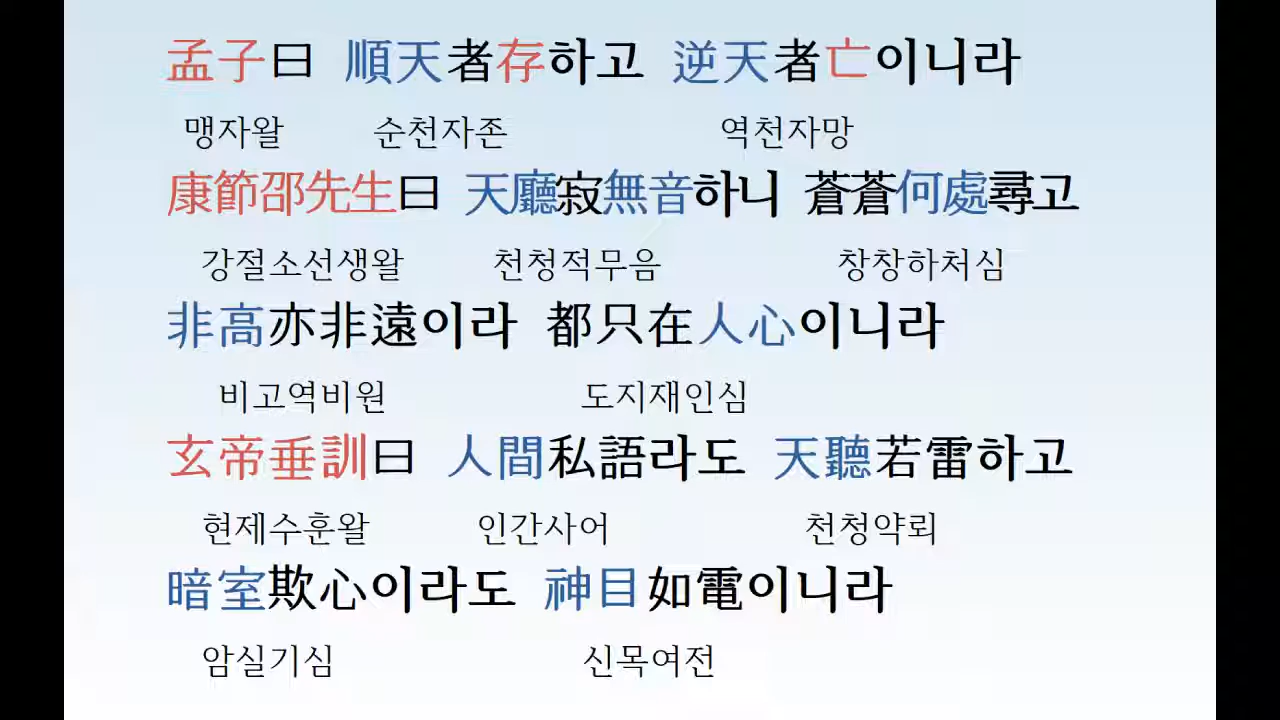 孟子曰 順天者存하고 逆天者亡이니라
맹자왈 순천자존 역천자망
康節邵先生曰 天廳寂無音하니 蒼蒼何處尋고
강절소선생왈 천청적무음 창창하처심
非高亦非遠이라 都只在人心이니라
비고역비원 도지재인심
玄帝垂訓曰 人間私語라도 天聽若雷하고
현제수훈왈 인간사어 천청약뢰
暗室欺心이라도 神目如電이니라
암실기심 신목여전